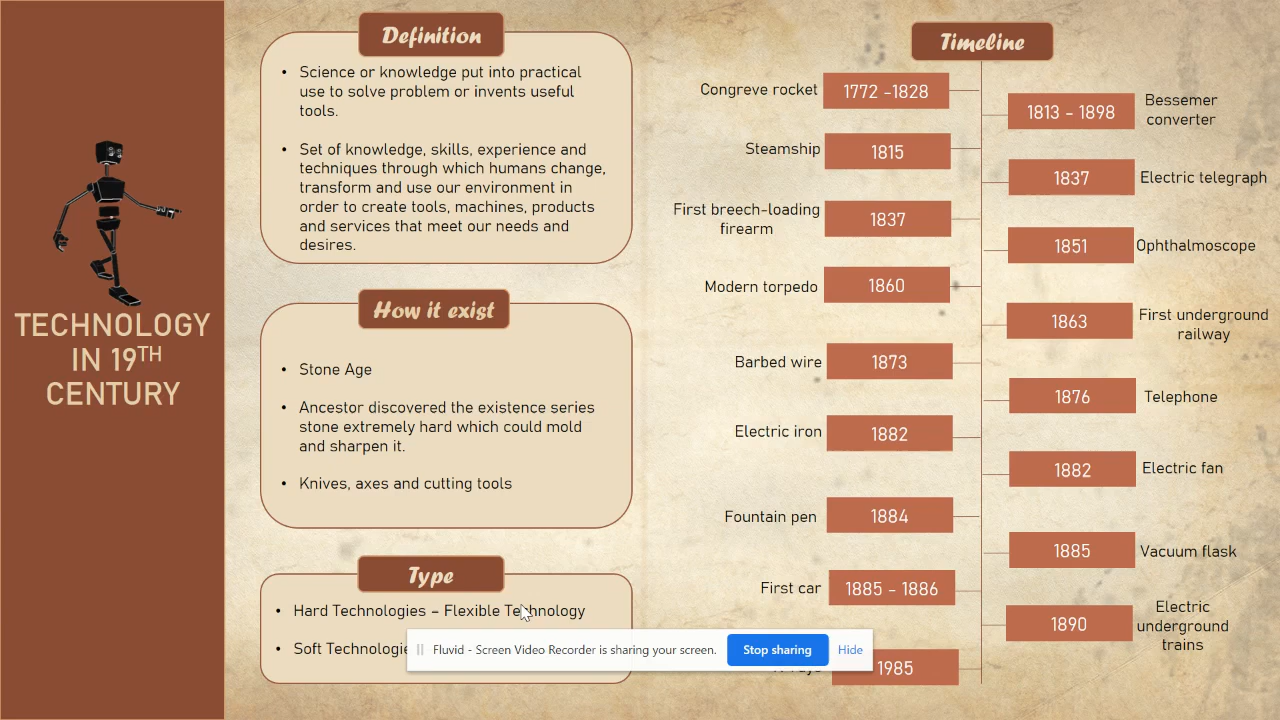 TECHNOLOGY
IN 19TH
CENTURY
Definition
• Science or knowledge put into practical
use to solve problem or invents useful
tools.
• Set of knowledge, skills, experience and
techniques through which humans change,
transform and use our environment in
order to create tools, machines, products
and services that meet our needs and
desires.
How it exist
• Stone Age
• Ancestor discovered the existence series
stone extremely hard which could mold
and sharpen it.
• Knives, axes and cutting tools
Type
• Hard Technologies – Flexible Technology
• Soft
Timeline
Congreve rocket 1772 -1828
1813 - 1898 Bessemer
converter
Steamship 1815
1837 Electric telegraph
First breech-loading
firearm
1837
1851 Ophthalmoscope
Modern torpedo 1860
1863 First underground
railway
Barbed wire 1873
1876 Telephone
Electric iron 1882
1882 Electric fan
Fountain pen 1884
1885 Vacuum flask
First car 1885 - 1886
1890 Electric
underground
trains
1985
Fluvid - Screen Video Recorder is sharing your screen. Stop sharing Hide